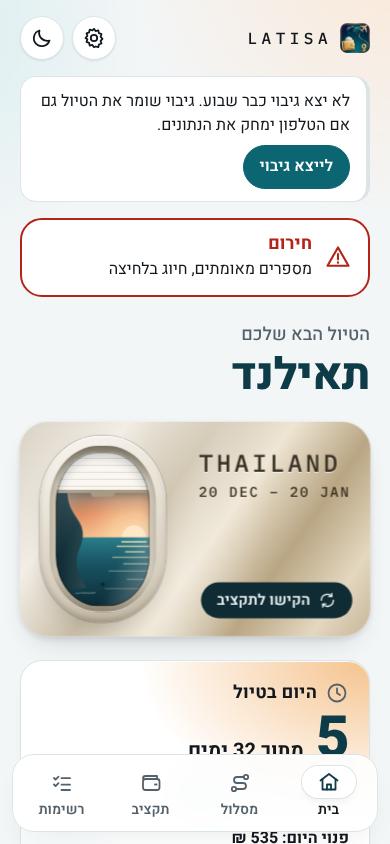 LATISA
לא יצא גיבוי כבר שבוע. גיבוי שומר את הטיול גם
אם הטלפון ימחק את הנתונים.
לייצא גיבוי
חירום
מספרים מאומתים, חיוג בלחיצה
הטיול הבא שלכם
תאילנד
THAILAND
20 DEC – 20 JAN
הקישו לתקציב
היום בטיול
5 מתוך 32 ימים
פנוי היום: 535 ₪
בית
מסלול
תקציב
רשימות